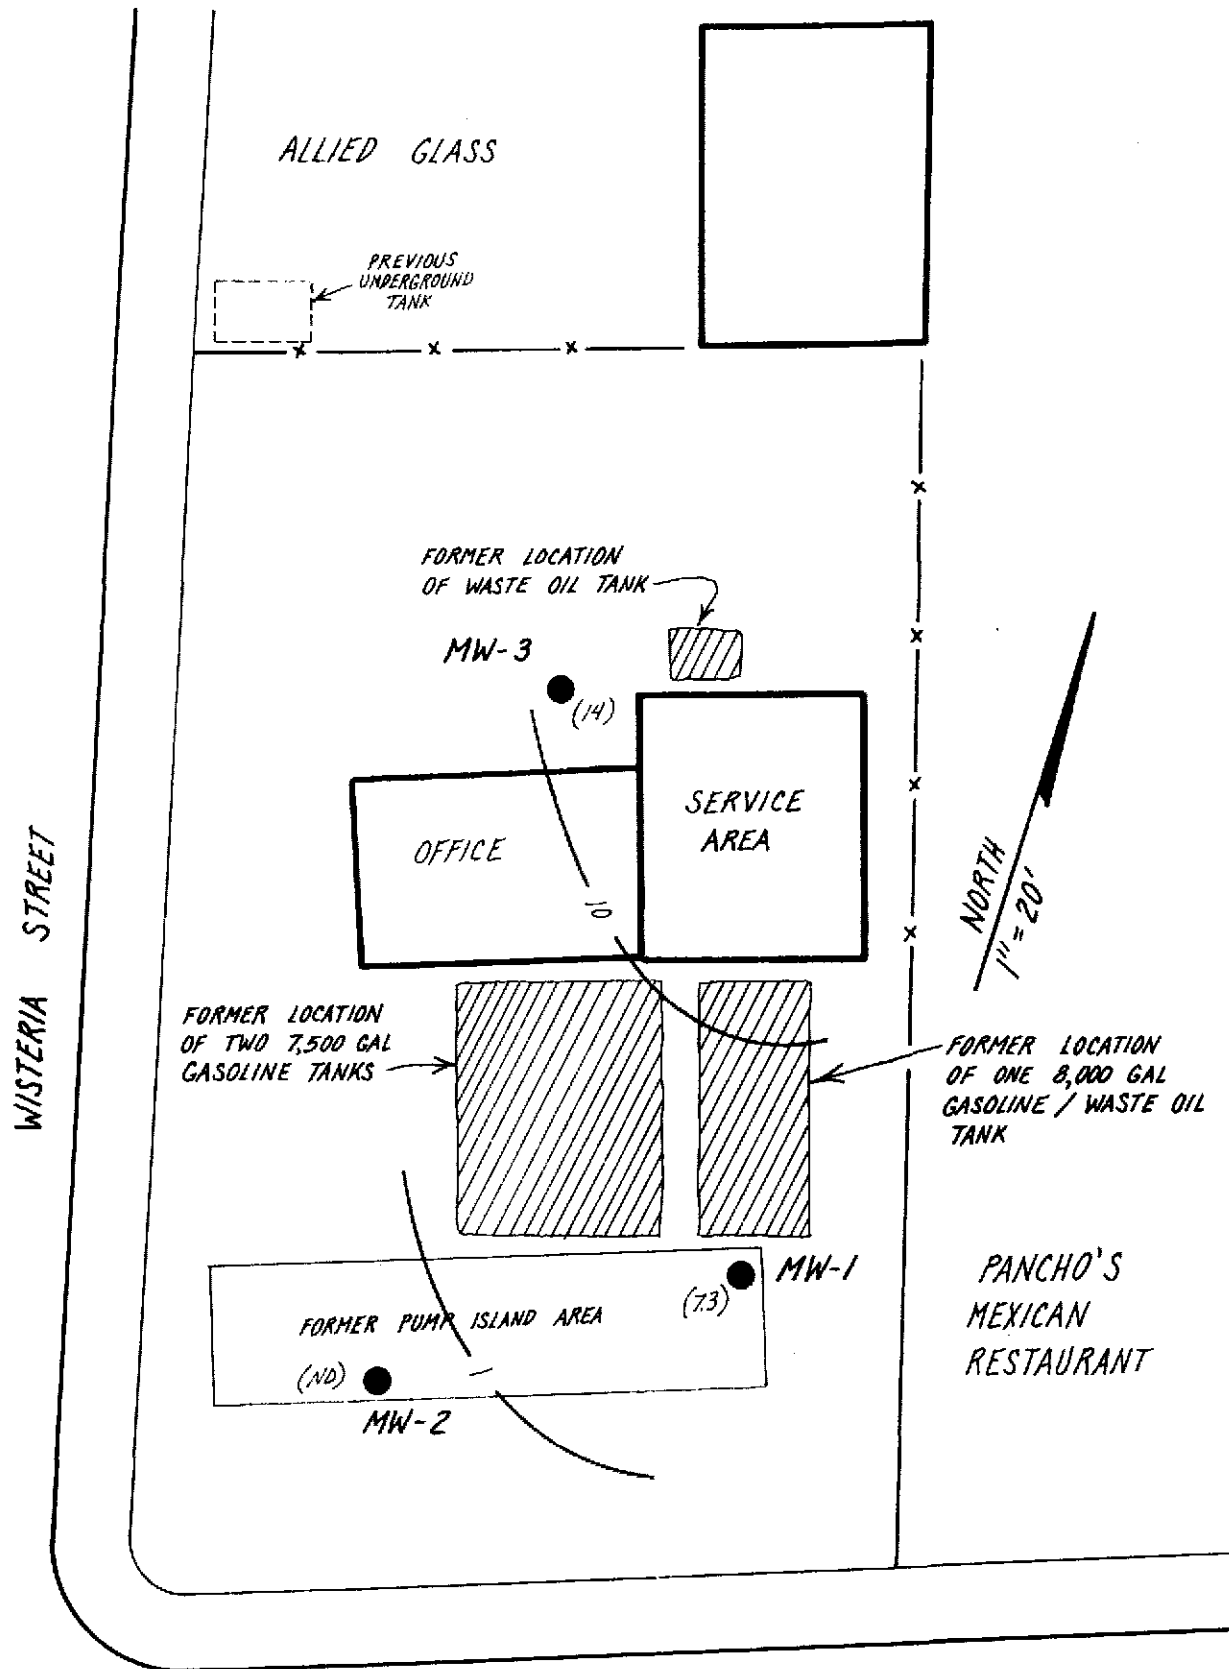 ALLIED GLASS
PREVIOUS
UNDERGROUND
TANK
FORMER LOCATION
OF WASTE OIL TANK
MW-3
(14)
OFFICE
SERVICE
AREA
10
NORTH
1" = 20'
WISTERIA STREET
FORMER LOCATION
OF TWO 7,500 GAL
GASOLINE TANKS
FORMER LOCATION
OF ONE 8,000 GAL
GASOLINE / WASTE OIL
TANK
MW-1
(7.3)
FORMER PUMP ISLAND AREA
1
(ND)
MW-2
PANCHO'S
MEXICAN
RESTAURANT